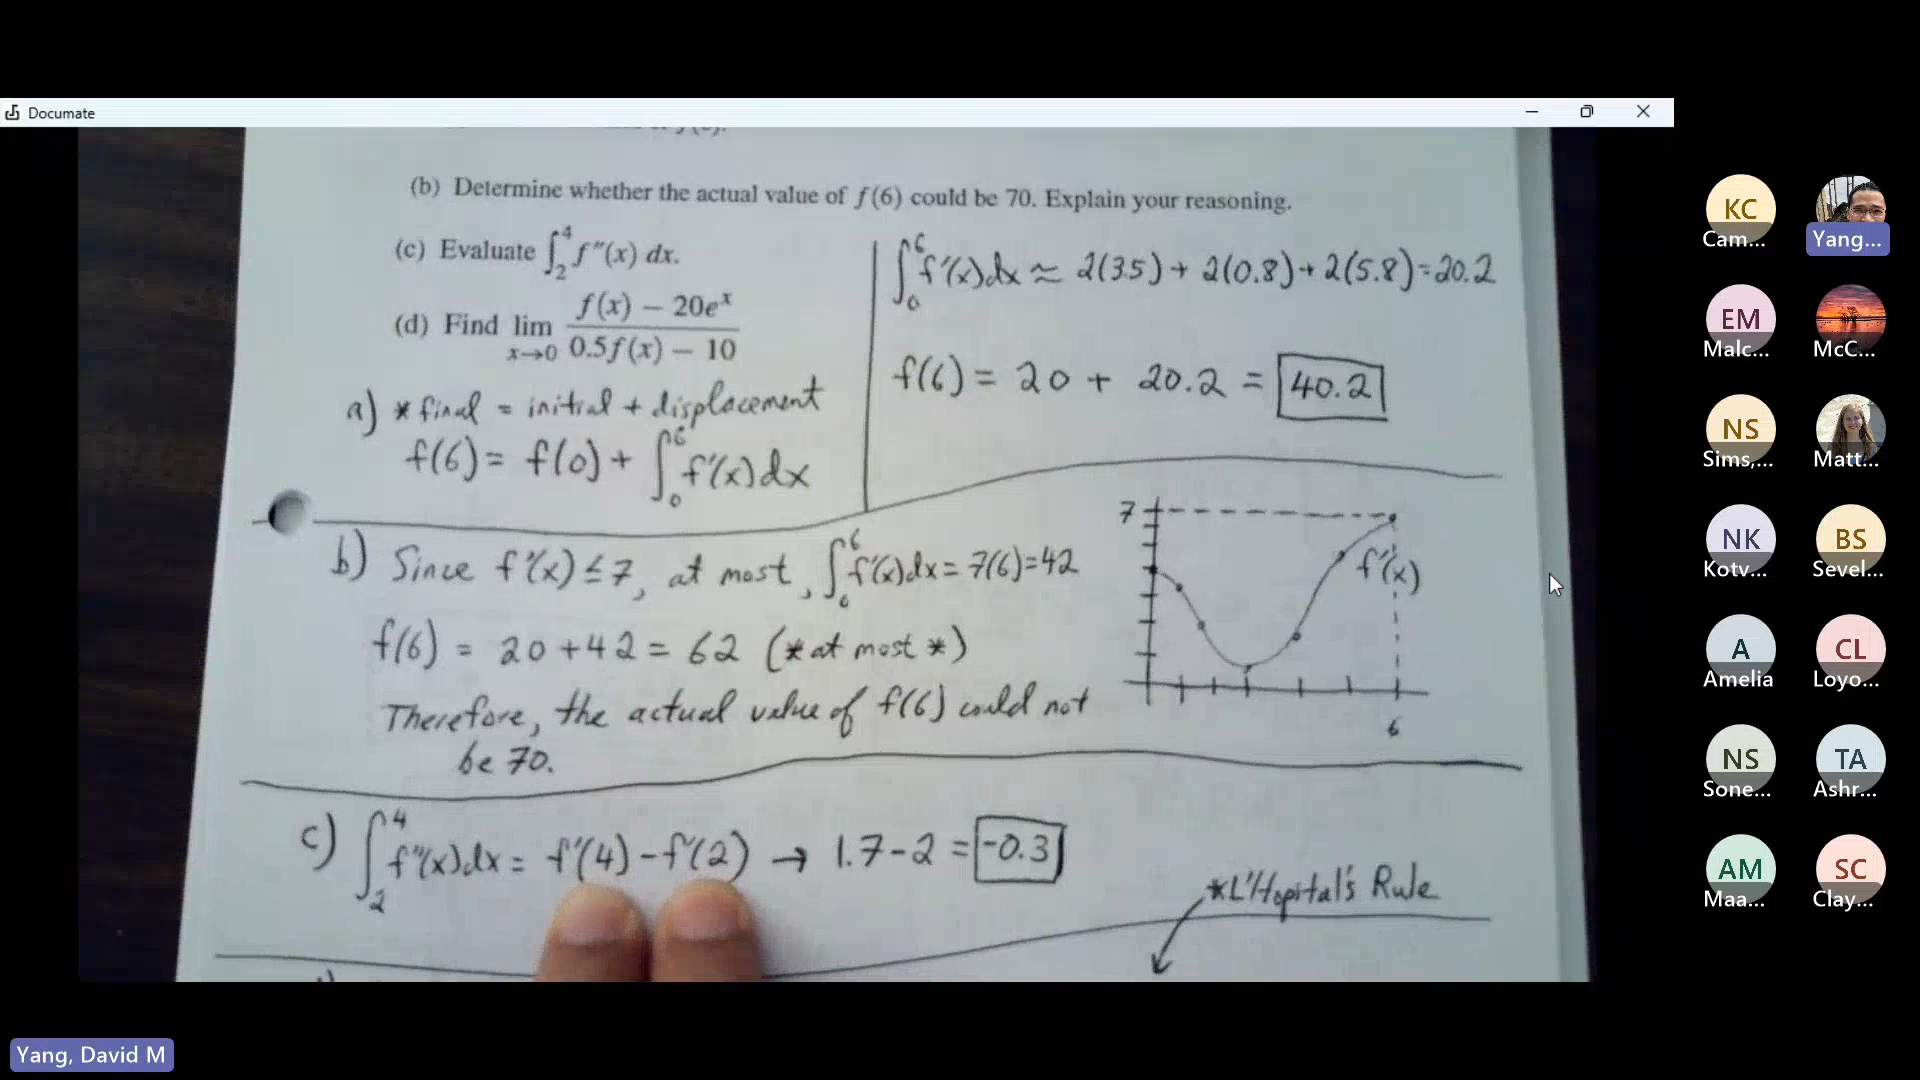 Documate
(b) Determine whether the actual value of f(6) could be 70. Explain your reasoning.
(c) Evaluate ∫₂⁴ f″(x) dx.
(d) Find lim x→0 (f(x) − 20eˣ)/(0.5f(x) − 10)
a) *final = initial + displacement
f(6) = f(0) + ∫₀⁶ f′(x)dx
∫₀⁶ f′(x)dx ≈ 2(3.5) + 2(0.8) + 2(5.8) = 20.2
f(6) = 20 + 20.2 = 40.2
b) Since f′(x) ≤ 7, at most, ∫₀⁶ f′(x)dx = 7(6) = 42
f(6) = 20 + 42 = 62 (*at most*)
Therefore, the actual value of f(6) could not
be 70.
7
f′(x)
6
c) ∫₂⁴ f″(x)dx = f′(4) − f′(2) → 1.7 − 2 = -0.3
*L'Hopital's Rule
KC
Cam...
Yang...
EM
Malc...
McC...
NS
Sims,...
Matt...
NK
Kotv...
BS
Sevel...
A
Amelia
CL
Loyo...
NS
Sone...
TA
Ashr...
AM
Maa...
SC
Clay...
Yang, David M